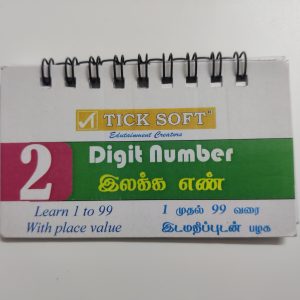 TICK SOFT
Edutainment Creators
2 Digit Number
இலக்க எண்
Learn 1 to 99
With place value
1 முதல் 99 வரை
இடமதிப்புடன் பழக